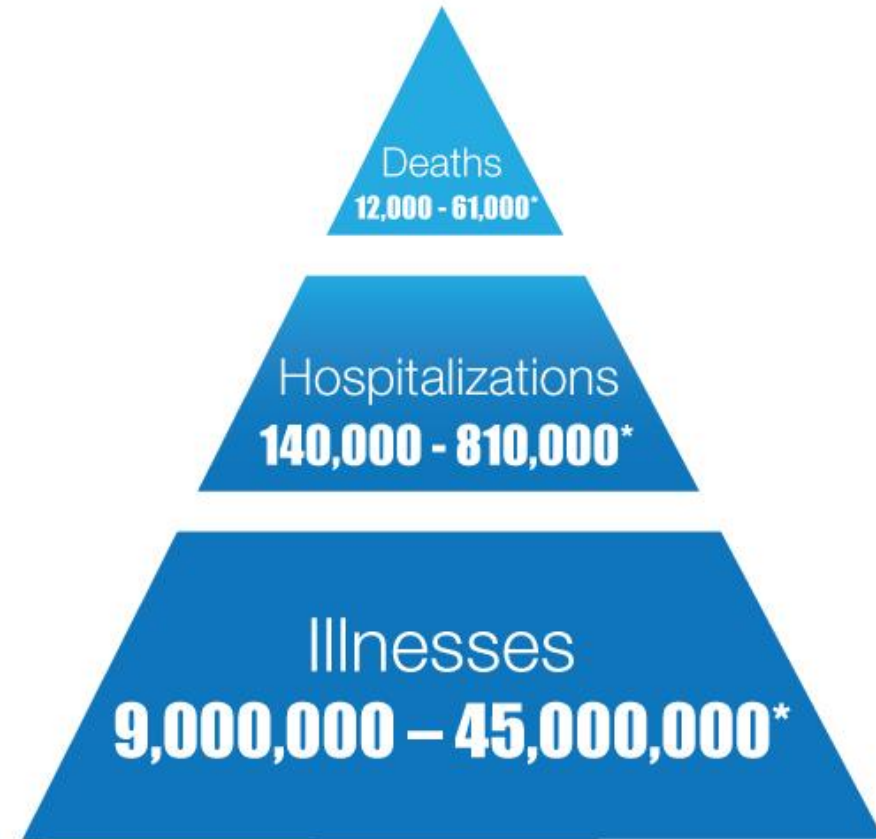 Deaths
12,000 - 61,000*
Hospitalizations
140,000 - 810,000*
Illnesses
9,000,000 – 45,000,000*